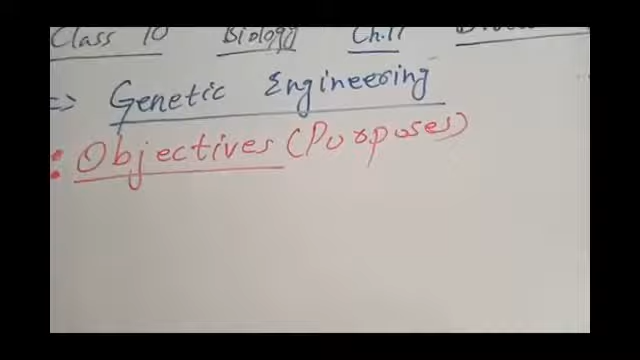 Class 10 Biology Ch.11
=> Genetic Engineering
: Objectives (Purposes)